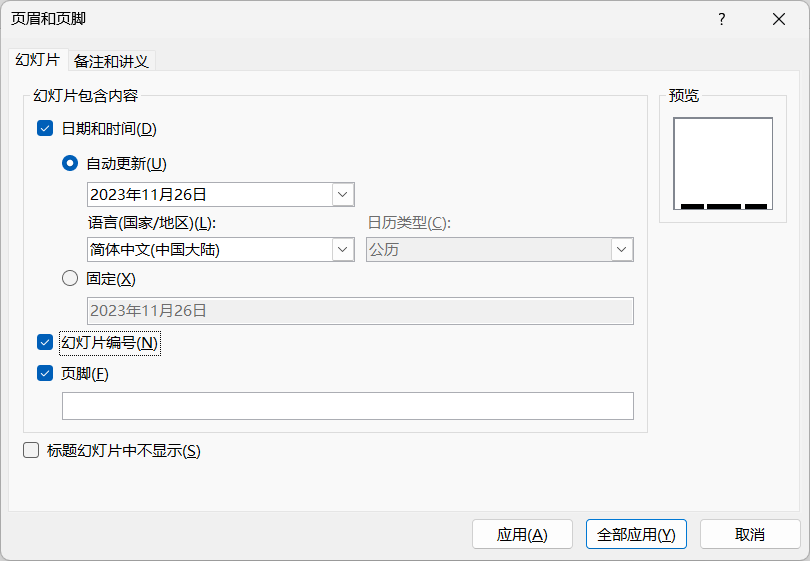 页眉和页脚
幻灯片 备注和讲义
幻灯片包含内容
预览
日期和时间(D)
自动更新(U)
2023年11月26日
语言(国家/地区)(L): 日历类型(C):
简体中文(中国大陆) 公历
固定(X)
2023年11月26日
幻灯片编号(N)
页脚(F)
标题幻灯片中不显示(S)
应用(A) 全部应用(Y) 取消